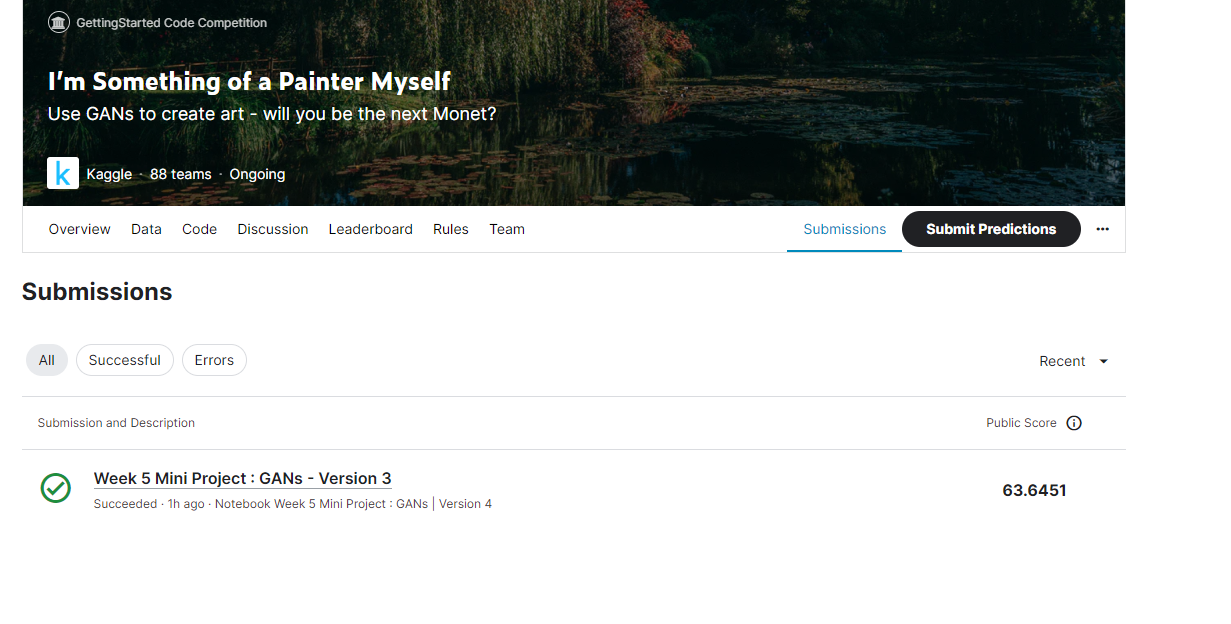 GettingStarted Code Competition
I'm Something of a Painter Myself
Use GANs to create art - will you be the next Monet?
k Kaggle · 88 teams · Ongoing
Overview Data Code Discussion Leaderboard Rules Team Submissions Submit Predictions ...
Submissions
All Successful Errors Recent
Submission and Description Public Score
Week 5 Mini Project : GANs - Version 3
63.6451
Succeeded · 1h ago · Notebook Week 5 Mini Project : GANs | Version 4